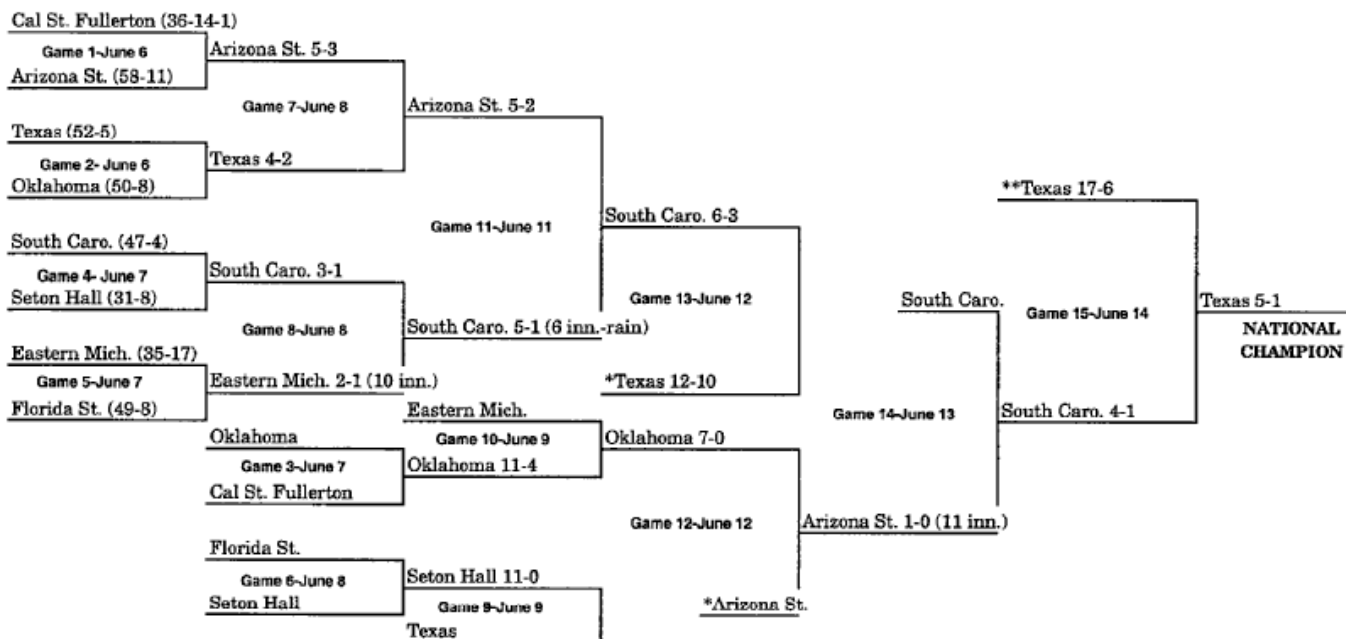 Cal St. Fullerton (36-14-1)
Game 1-June 6
Arizona St. (58-11)
Arizona St. 5-3
Game 7-June 8
Arizona St. 5-2
Texas (52-5)
Game 2- June 6
Oklahoma (50-8)
Texas 4-2
Game 11-June 11
South Caro. 6-3
South Caro. (47-4)
Game 4- June 7
Seton Hall (31-8)
South Caro. 3-1
Game 8-June 8
South Caro. 5-1 (6 inn.-rain)
Eastern Mich. (35-17)
Game 5-June 7
Florida St. (49-8)
Eastern Mich. 2-1 (10 inn.)
Game 13-June 12
*Texas 12-10
Eastern Mich.
Game 10-June 9
Oklahoma 7-0
Oklahoma
Game 3-June 7
Cal St. Fullerton
Oklahoma 11-4
Game 12-June 12
Arizona St. 1-0 (11 inn.)
Florida St.
Game 6-June 8
Seton Hall
Seton Hall 11-0
Game 9-June 9
Texas
*Arizona St.
South Caro.
Game 14-June 13
South Caro. 4-1
**Texas 17-6
Game 15-June 14
Texas 5-1
NATIONAL
CHAMPION